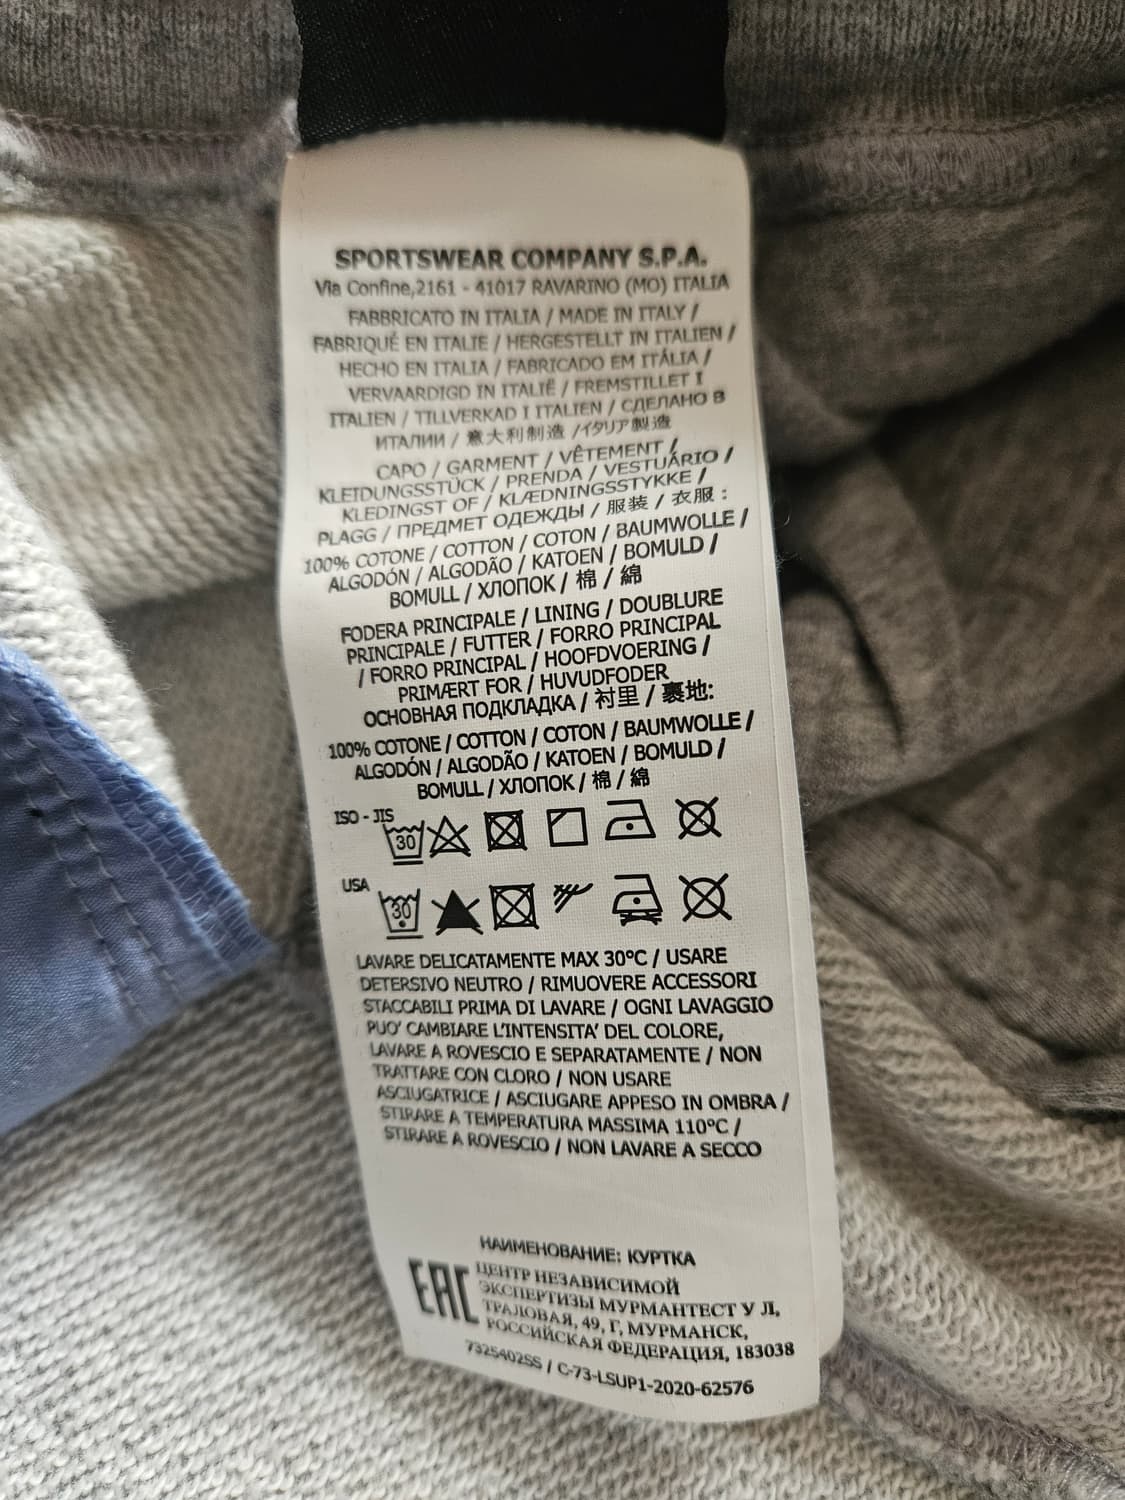 SPORTSWEAR COMPANY S.P.A.
Via Confine,2161 - 41017 RAVARINO (MO) ITALIA
FABBRICATO IN ITALIA / MADE IN ITALY /
FABRIQUÉ EN ITALIE / HERGESTELLT IN ITALIEN /
HECHO EN ITALIA / FABRICADO EM ITÁLIA /
VERVAARDIGD IN ITALIË / FREMSTILLET I
ITALIEN / TILLVERKAD I ITALIEN / СДЕЛАНО В
ИТАЛИИ / 意大利制造 /イタリア製造
CAPO / GARMENT / VÊTEMENT /
KLEIDUNGSSTÜCK / PRENDA / VESTUÁRIO /
KLEDINGST OF / KLÆDNINGSSTYKKE /
PLAGG / ПРЕДМЕТ ОДЕЖДЫ / 服装 / 衣服 :
100% COTONE / COTTON / COTON / BAUMWOLLE /
ALGODÓN / ALGODÃO / KATOEN / BOMULD /
BOMULL / ХЛОПОК / 棉 / 綿
FODERA PRINCIPALE / LINING / DOUBLURE
PRINCIPALE / FUTTER / FORRO PRINCIPAL
/ FORRO PRINCIPAL / HOOFDVOERING /
PRIMÆRT FOR / HUVUDFODER
ОСНОВНАЯ ПОДКЛАДКА / 衬里 / 裏地:
100% COTONE / COTTON / COTON / BAUMWOLLE /
ALGODÓN / ALGODÃO / KATOEN / BOMULD /
BOMULL / ХЛОПОК / 棉 / 綿
ISO - JIS
30
USA
30
LAVARE DELICATAMENTE MAX 30°C / USARE
DETERSIVO NEUTRO / RIMUOVERE ACCESSORI
STACCABILI PRIMA DI LAVARE / OGNI LAVAGGIO
PUO' CAMBIARE L'INTENSITA' DEL COLORE,
LAVARE A ROVESCIO E SEPARATAMENTE / NON
TRATTARE CON CLORO / NON USARE
ASCIUGATRICE / ASCIUGARE APPESO IN OMBRA /
STIRARE A TEMPERATURA MASSIMA 110°C /
STIRARE A ROVESCIO / NON LAVARE A SECCO
НАИМЕНОВАНИЕ: КУРТКА
EAC
ЦЕНТР НЕЗАВИСИМОЙ
ЭКСПЕРТИЗЫ МУРМАНТЕСТ У Л,
ТРАЛОВАЯ, 49, Г, МУРМАНСК,
РОССИЙСКАЯ ФЕДЕРАЦИЯ, 183038
7325402SS / C-73-LSUP1-2020-62576